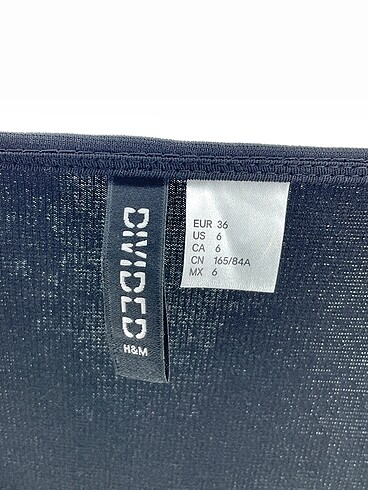 DIVIDED
H&M
EUR 36
US 6
CA 6
CN 165/84A
MX 6